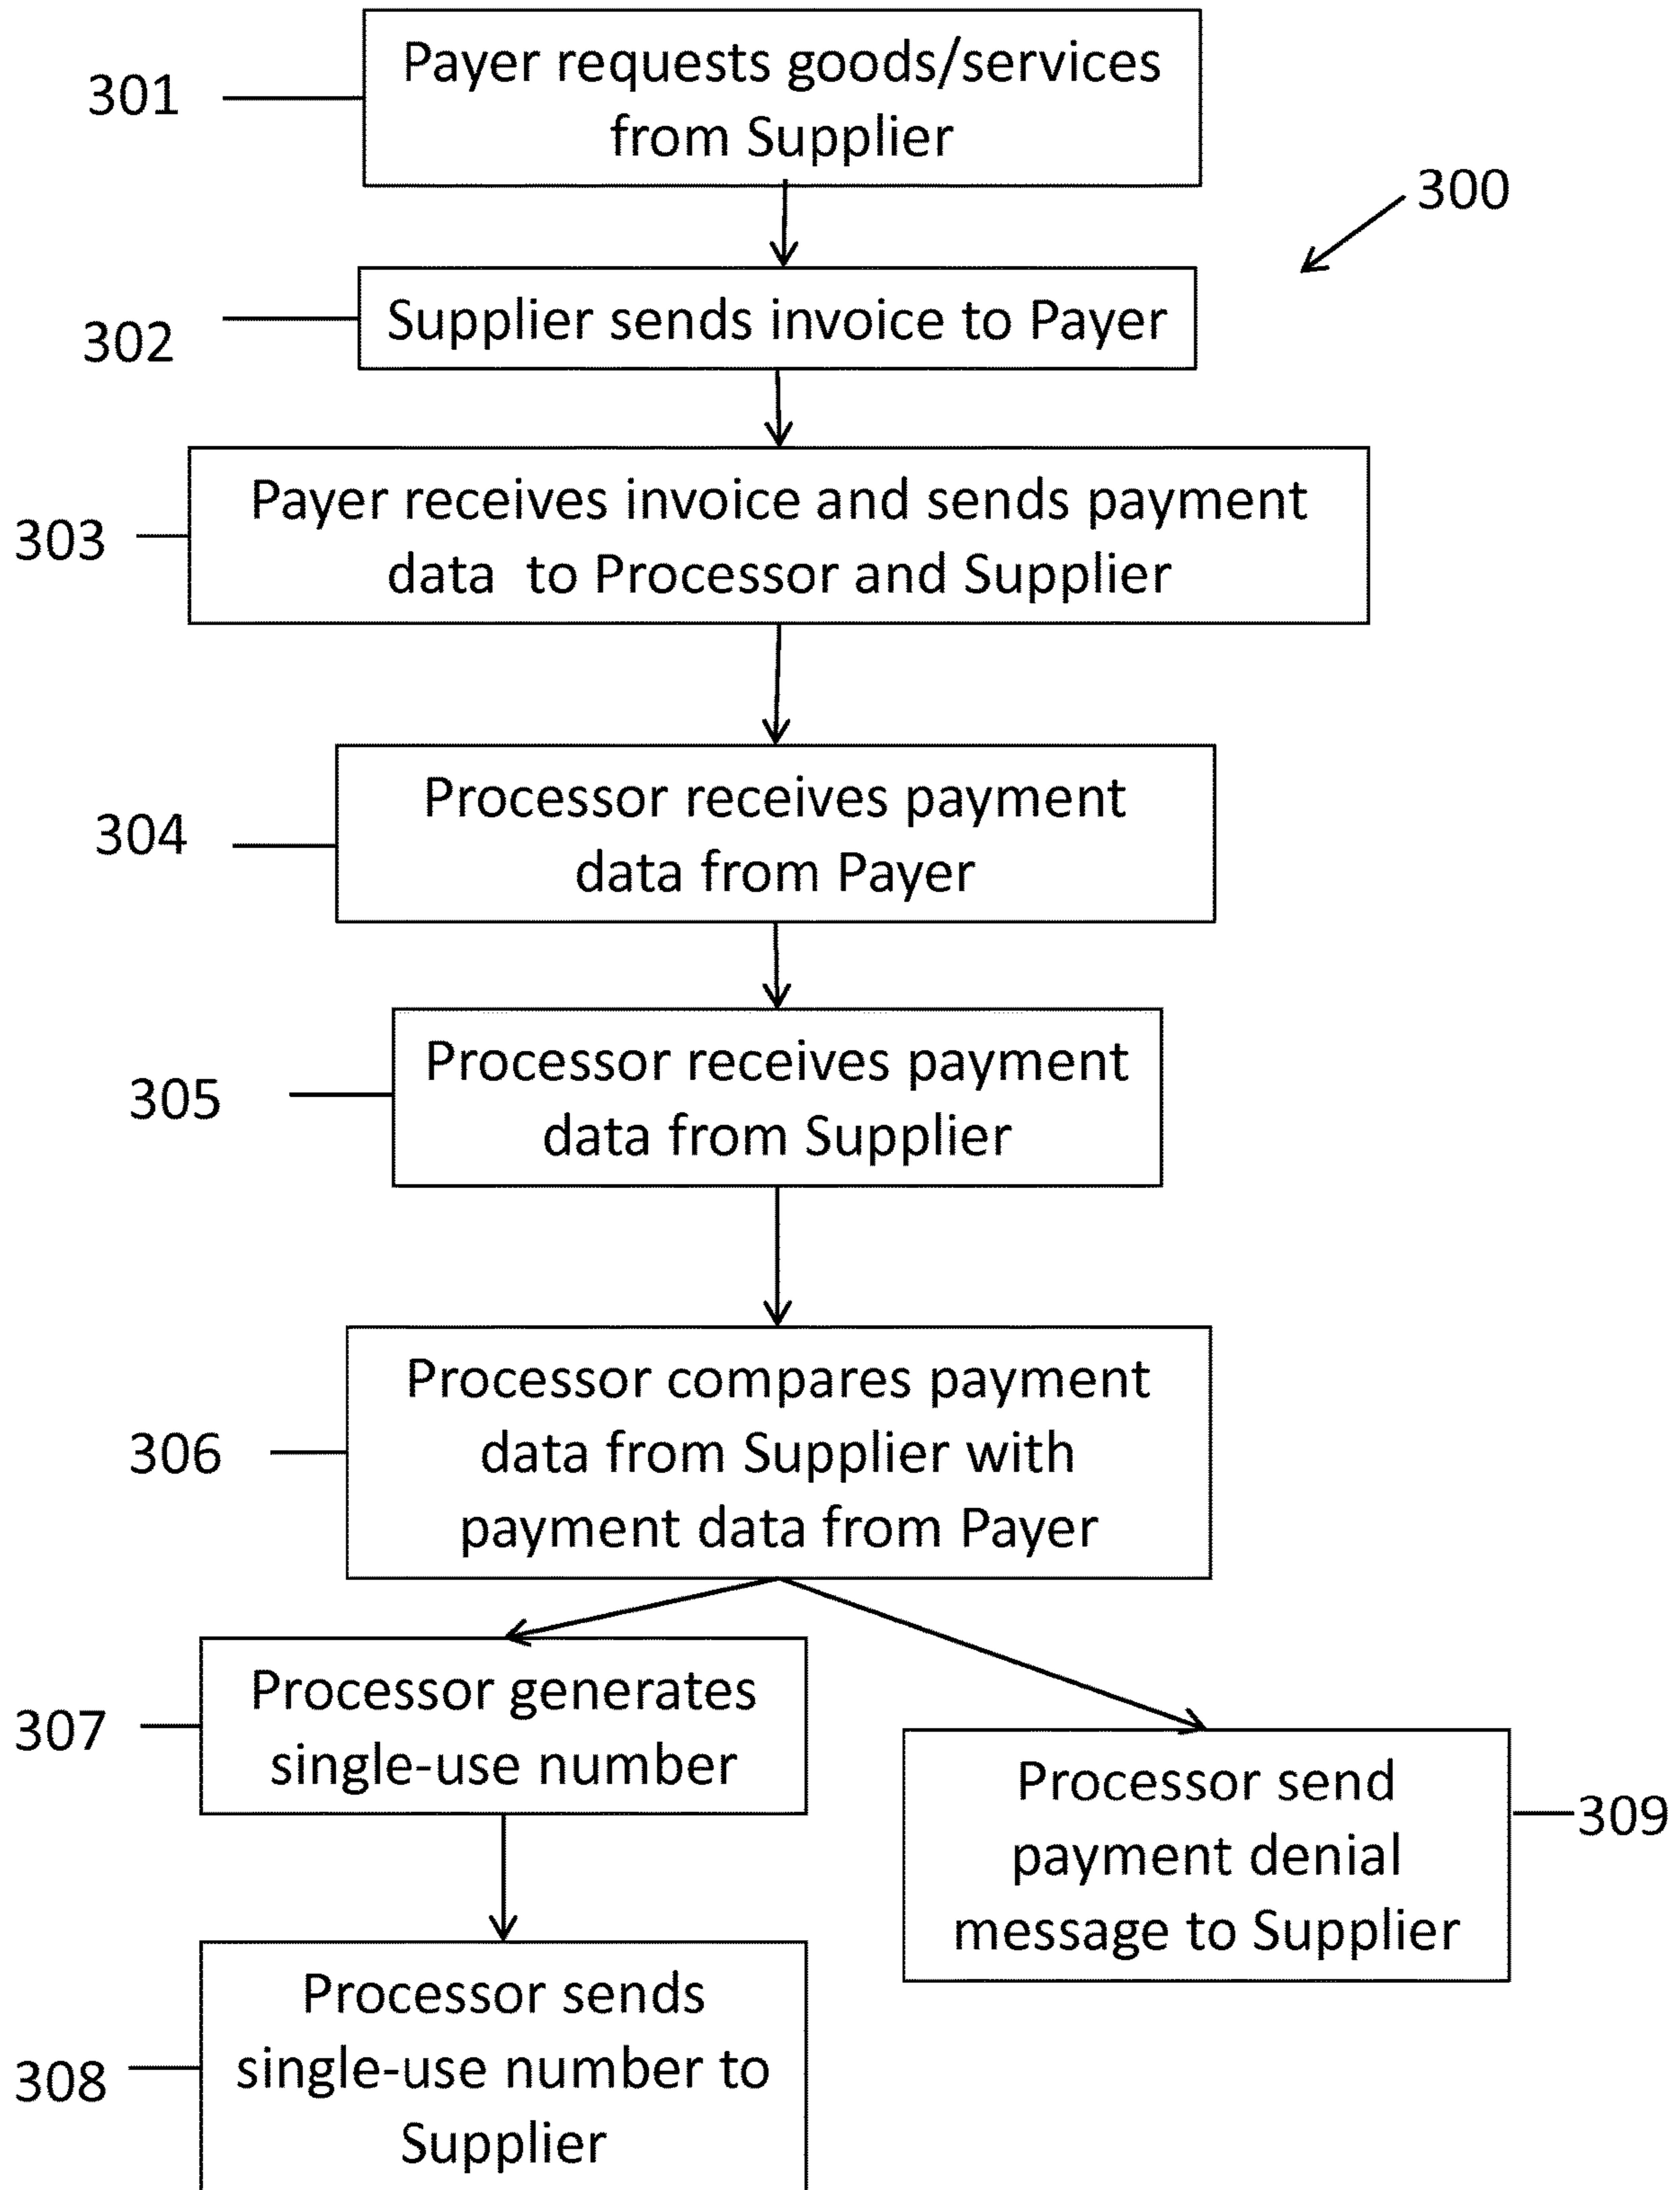 Payer requests goods/services
from Supplier
301
300
Supplier sends invoice to Payer
302
Payer receives invoice and sends payment
data  to Processor and Supplier
303
Processor receives payment
data from Payer
304
Processor receives payment
data from Supplier
305
Processor compares payment
data from Supplier with
payment data from Payer
306
Processor generates
single-use number
307
Processor send
payment denial
message to Supplier
309
Processor sends
single-use number to
Supplier
308